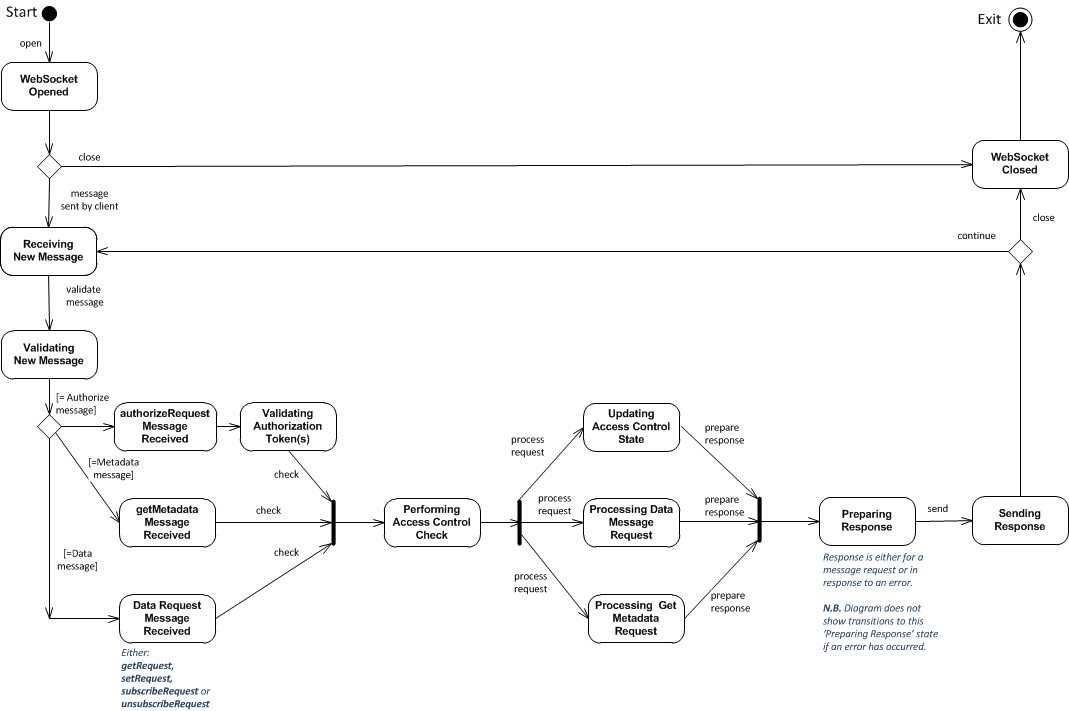 Start
Exit
open
WebSocket
Opened
close
WebSocket
Closed
message
sent by client
close
continue
Receiving
New Message
validate
message
Validating
New Message
[= Authorize
message]
authorizeRequest
Message
Received
Validating
Authorization
Token(s)
Updating
Access Control
State
process
request
prepare
response
[=Metadata
message]
check
getMetadata
Message
Received
check
Performing
Access Control
Check
process
request
Processing Data
Message
Request
prepare
response
Preparing
Response
send
Sending
Response
[=Data
message]
check
process
request
prepare
response
Response is either for a
message request or in
response to an error.
N.B. Diagram does not
show transitions to this
‘Preparing Response’ state
if an error has occurred.
Data Request
Message
Received
Processing Get
Metadata
Request
Either:
getRequest,
setRequest,
subscribeRequest or
unsubscribeRequest